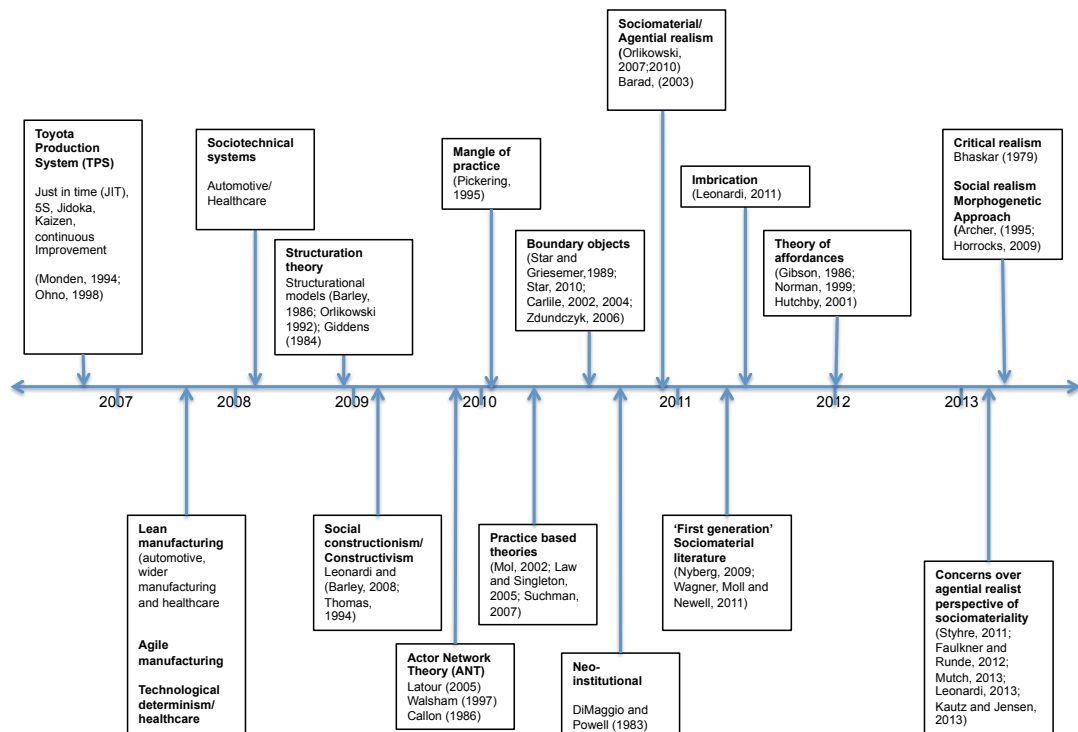 Sociomaterial/
Agential realism
(Orlikowski,
2007;2010)
Barad, (2003)
Toyota
Production
System (TPS)
Just in time (JIT),
5S, Jidoka,
Kaizen,
continuous
Improvement
(Monden, 1994;
Ohno, 1998)
Sociotechnical
systems
Automotive/
Healthcare
Structuration
theory
Structurational
models (Barley,
1986; Orlikowski
1992); Giddens
(1984)
Mangle of
practice
(Pickering,
1995)
Boundary objects
(Star and
Griesemer,1989;
Star, 2010;
Carlile, 2002, 2004;
Zdundczyk, 2006)
Imbrication
(Leonardi, 2011)
Theory of
affordances
(Gibson, 1986;
Norman, 1999;
Hutchby, 2001)
Critical realism
Bhaskar (1979)
Social realism
Morphogenetic
Approach
(Archer, (1995;
Horrocks, 2009)
2007
2008
2009
2010
2011
2012
2013
Lean
manufacturing
(automotive,
wider
manufacturing
and healthcare
Agile
manufacturing
Technological
determinism/
healthcare
Social
constructionism/
Constructivism
Leonardi and
(Barley, 2008;
Thomas,
1994)
Actor Network
Theory (ANT)
Latour (2005)
Walsham (1997)
Callon (1986)
Practice based
theories
(Mol, 2002; Law
and Singleton,
2005; Suchman,
2007)
Neo-
institutional
DiMaggio and
Powell (1983)
‘First generation’
Sociomaterial
literature
(Nyberg, 2009;
Wagner, Moll and
Newell, 2011)
Concerns over
agential realist
perspective of
sociomateriality
(Styhre, 2011;
Faulkner and
Runde, 2012;
Mutch, 2013;
Leonardi, 2013;
Kautz and Jensen,
2013)